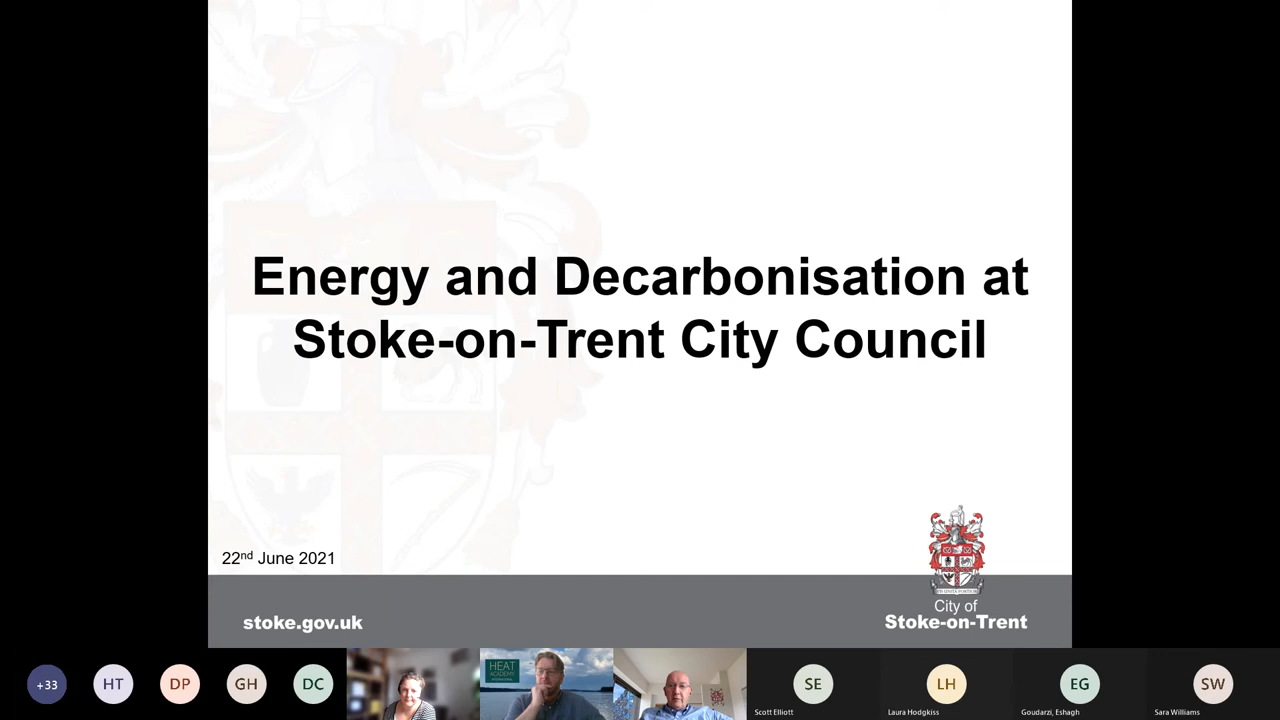 Energy and Decarbonisation at
Stoke-on-Trent City Council
22nd June 2021
stoke.gov.uk
City of
Stoke-on-Trent
+33
HT
DP
GH
DC
HEAT
ACADEMY
INTERNATIONAL
SE
Scott Elliott
LH
Laura Hodgkiss
EG
Goudarzi, Eshagh
SW
Sara Williams